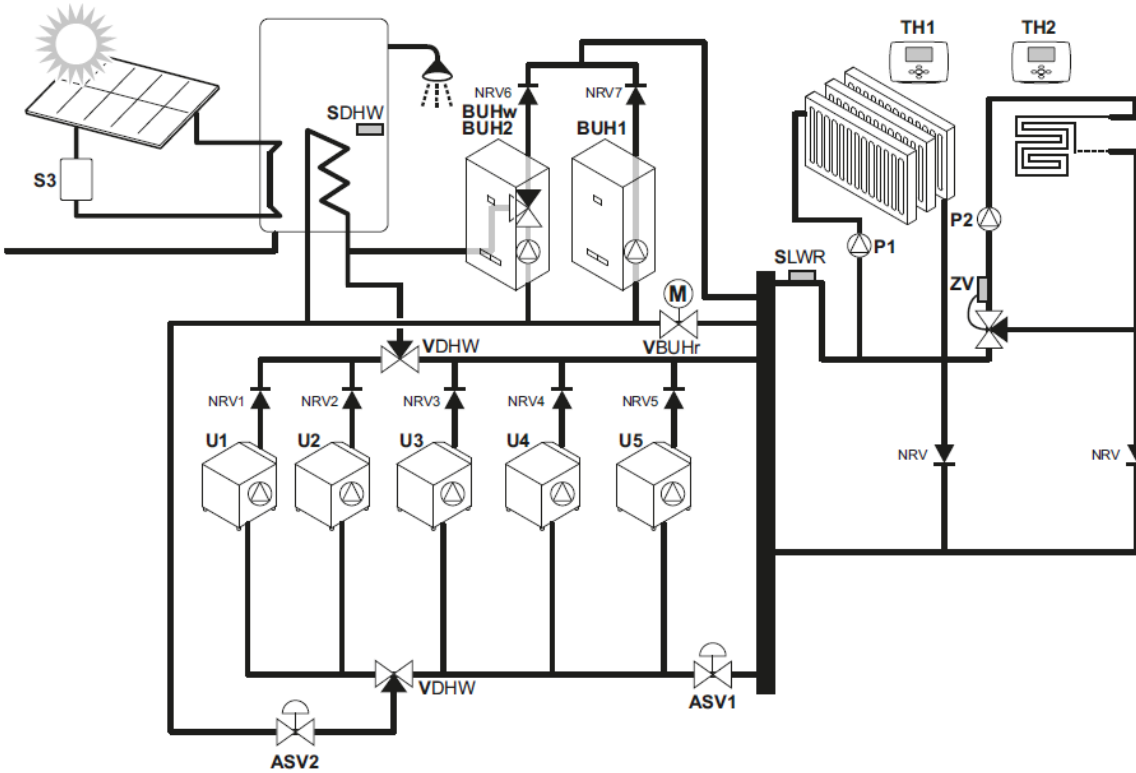 TH1
TH2
NRV6
BUHw
BUH2
NRV7
BUH1
SDHW
S3
P1
P2
SLWR
ZV
M
VBUHr
VDHW
NRV1
NRV2
NRV3
NRV4
NRV5
U1
U2
U3
U4
U5
NRV
NRV
VDHW
ASV1
ASV2